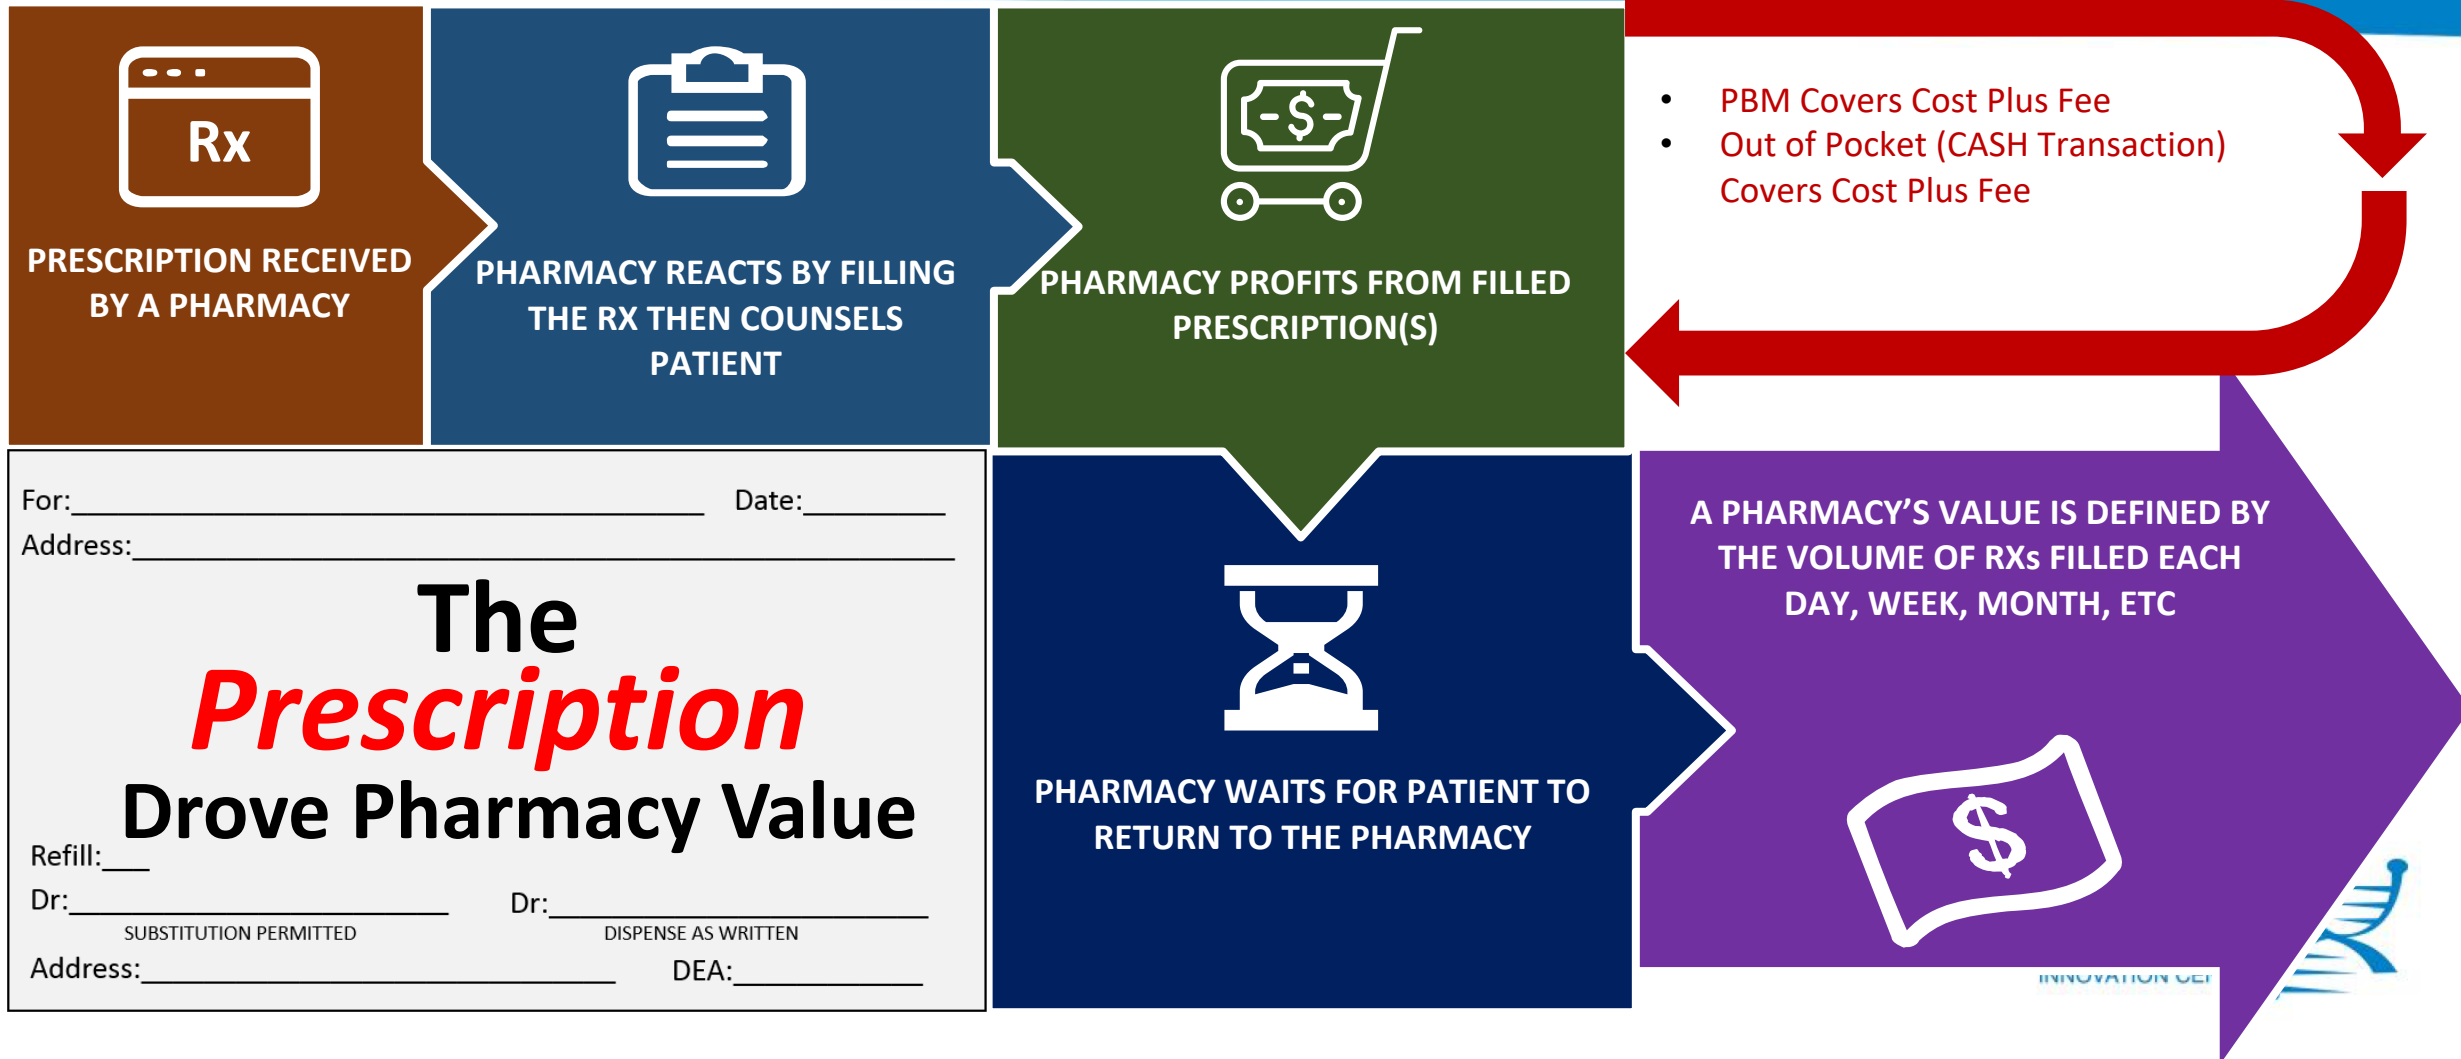 Rx
PRESCRIPTION RECEIVED
BY A PHARMACY
PHARMACY REACTS BY FILLING
THE RX THEN COUNSELS
PATIENT
$
PHARMACY PROFITS FROM FILLED
PRESCRIPTION(S)
• PBM Covers Cost Plus Fee
• Out of Pocket (CASH Transaction)
Covers Cost Plus Fee
For: Date:
Address:
The
Prescription
Drove Pharmacy Value
Refill:
Dr: Dr:
SUBSTITUTION PERMITTED DISPENSE AS WRITTEN
Address: DEA:
PHARMACY WAITS FOR PATIENT TO
RETURN TO THE PHARMACY
A PHARMACY’S VALUE IS DEFINED BY
THE VOLUME OF RXs FILLED EACH
DAY, WEEK, MONTH, ETC
$
INNOVATION